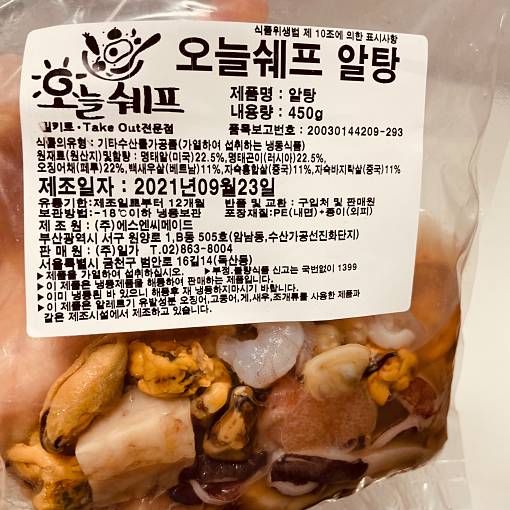 식품위생법 제 10조에 의한 표시사항
오늘쉐프 알탕
오늘쉐프
밀키트·Take Out전문점
제품명 : 알탕
내용량 : 450g
품목보고번호 : 20030144209-293
식품의유형 : 기타수산물가공품(가열하여 섭취하는 냉동식품)
원재료(원산지)및함량 : 명태알(미국)22.5%,명태곤이(러시아)22.5%,
오징어채(페루)22%,백새우살(베트남)11%,자숙홍합살(중국)11%,자숙바지락살(중국)11%
제조일자 : 2021년09월23일
유통기한:제조일로부터 12개월 반품 및 교환 : 구입처 및 판매원
보관방법:-18℃이하 냉동보관 포장재질:PE(내면)+종이(외피)
제 조 원 : (주)에스엔씨메이드
부산광역시 서구 원양로 1,B동 505호(암남동,수산가공선진화단지)
판 매 원 : (주)일가 T.02)863-8004
서울특별시 금천구 범안로 16길14(독산동)
▶제품을 가열하여 섭취하십시오. ▶부정.불량식품 신고는 국번없이 1399
▶이 제품은 냉동제품을 해동하여 판매하는 제품입니다.
▶이미 냉동된 바 있으니 해동후 재 냉동하지마시기 바랍니다.
▶이 제품은 알레르기 유발성분 오징어,고등어,게,새우,조개류를 사용한 제품과
같은 제조시설에서 제조하고 있습니다.